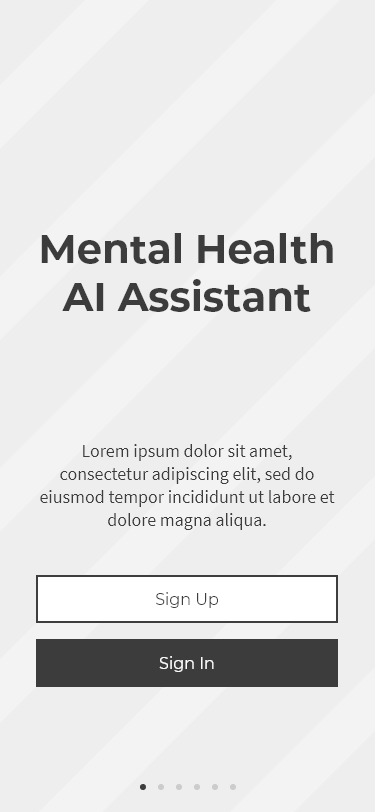 Mental Health
AI Assistant
Lorem ipsum dolor sit amet,
consectetur adipiscing elit, sed do
eiusmod tempor incididunt ut labore et
dolore magna aliqua.
Sign Up
Sign In